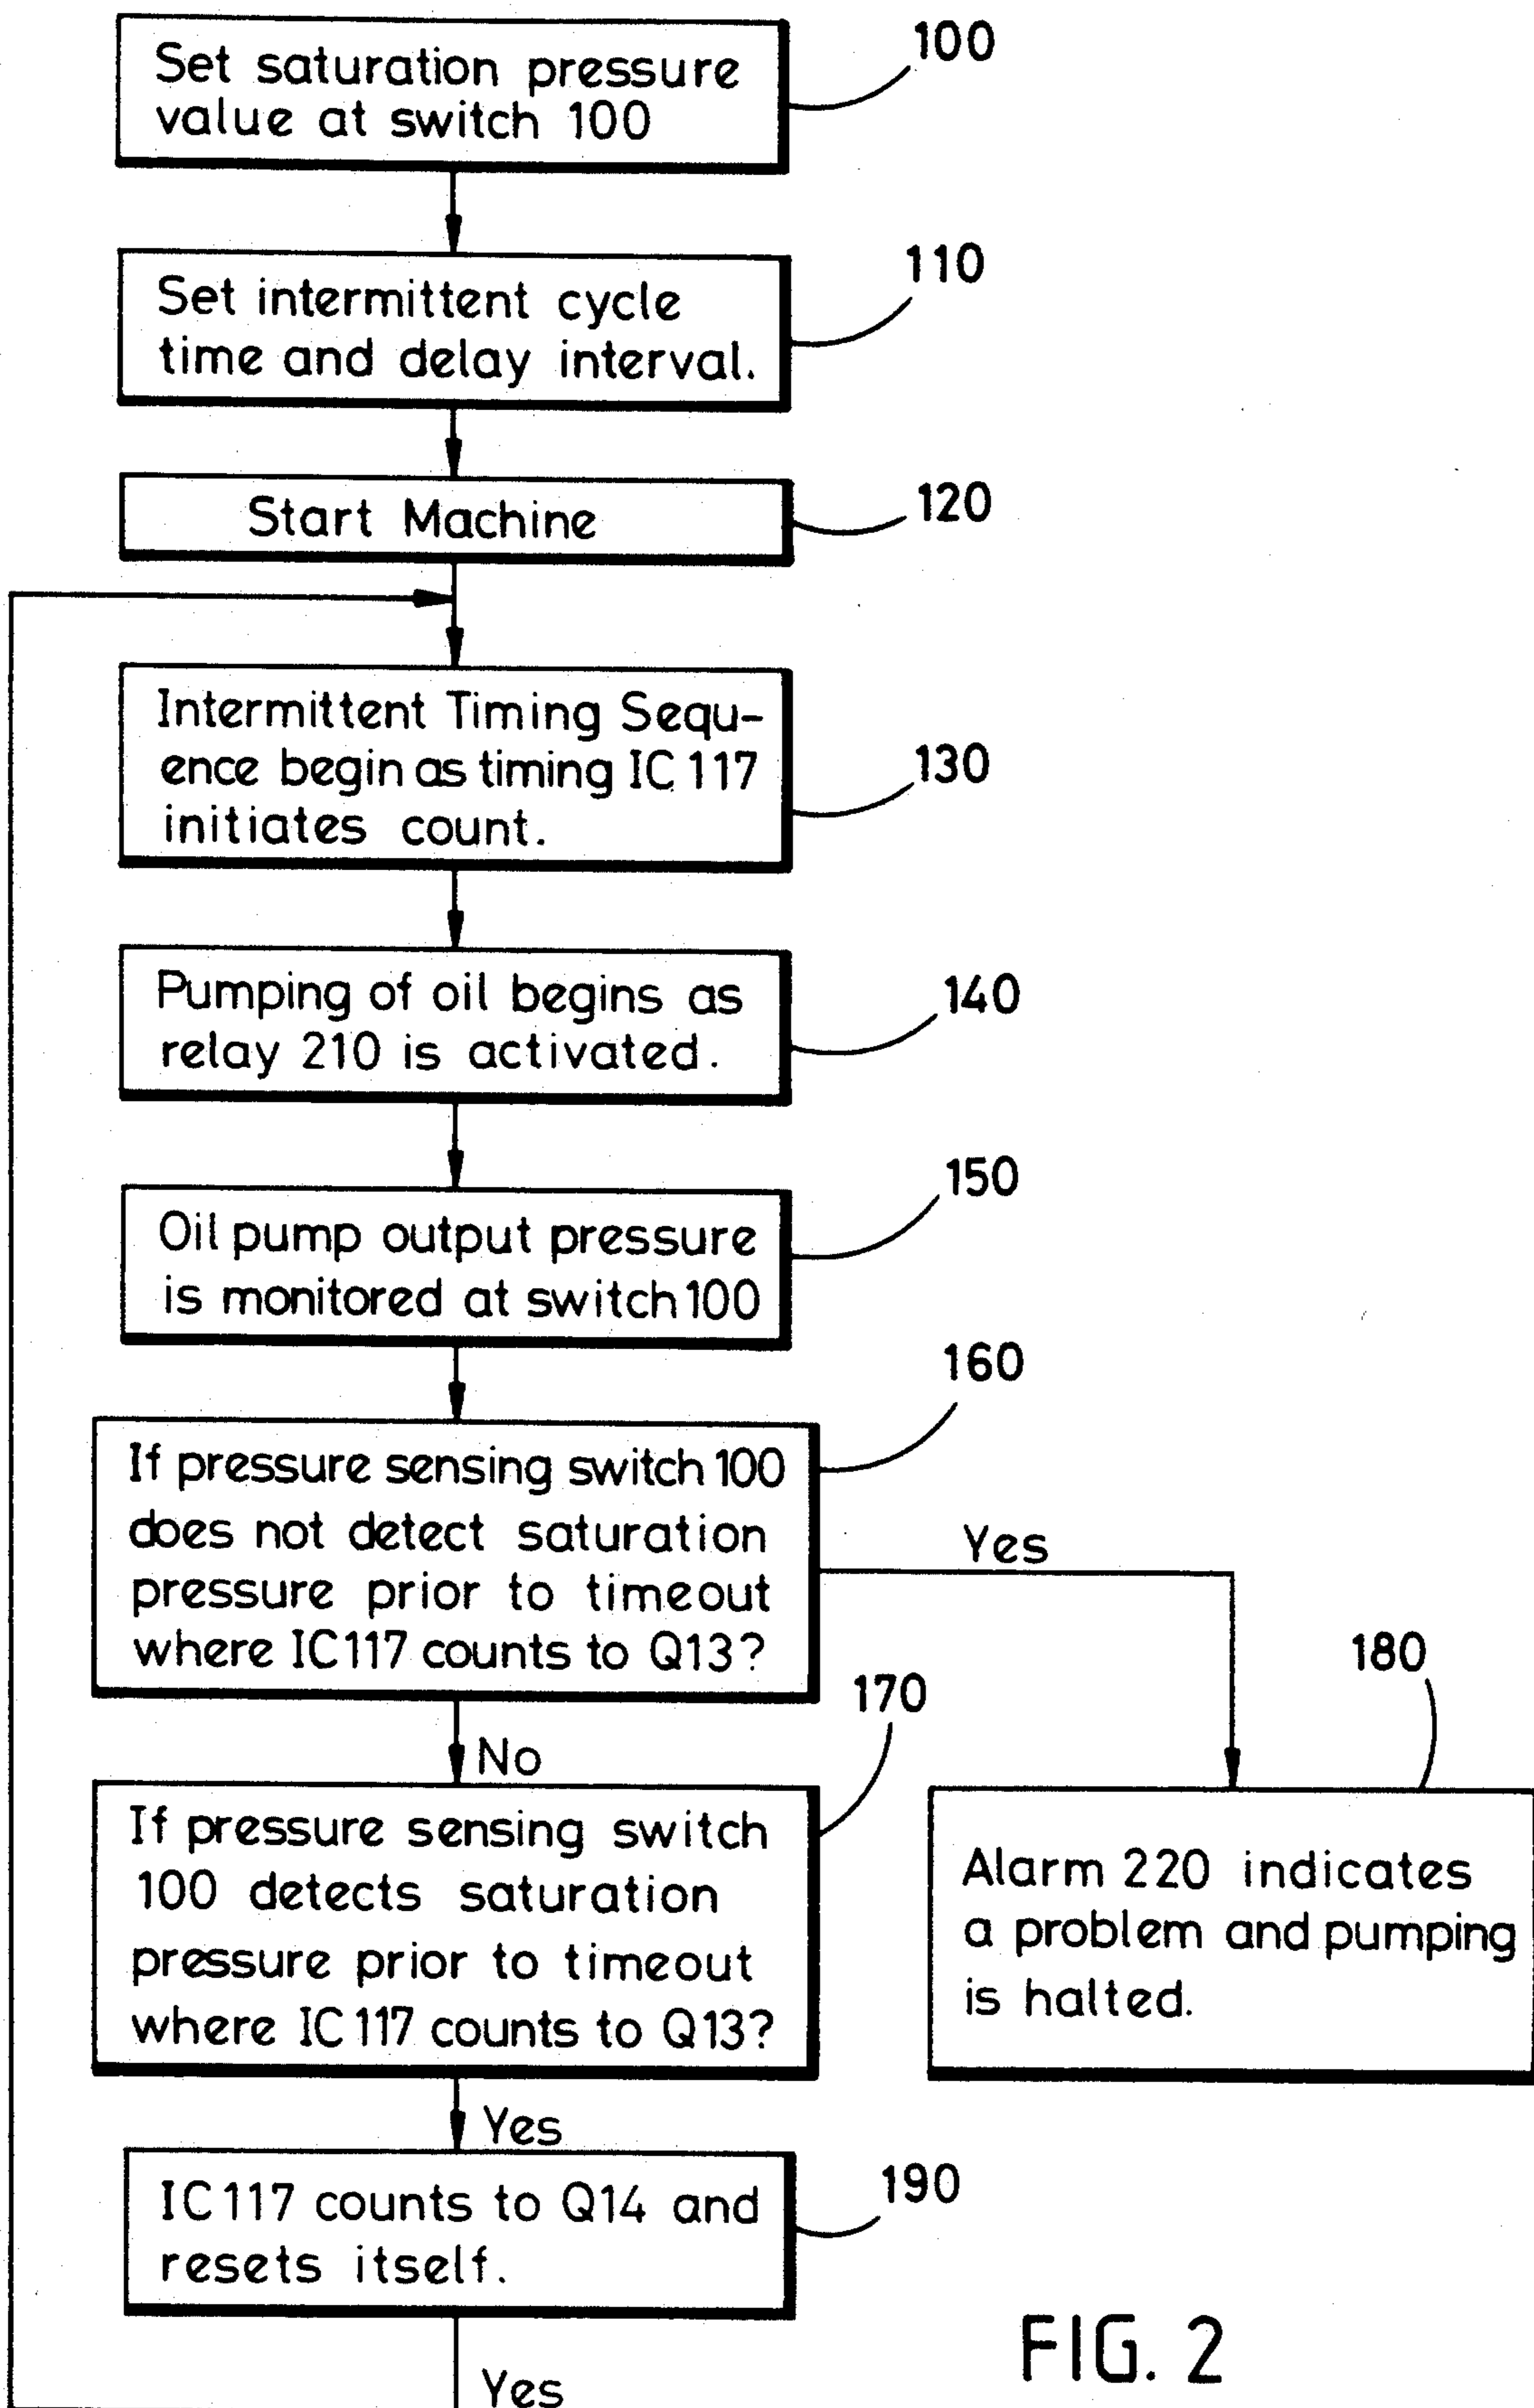 Set saturation pressure
value at switch 100
100
Set intermittent cycle
time and delay interval.
110
Start Machine
120
Intermittent Timing Sequ-
ence begin as timing IC 117
initiates count.
130
Pumping of oil begins as
relay 210 is activated.
140
Oil pump output pressure
is monitored at switch 100
150
If pressure sensing switch 100
does not detect saturation
pressure prior to timeout
where IC117 counts to Q13?
160
Yes
No
If pressure sensing switch
100 detects saturation
pressure prior to timeout
where IC 117 counts to Q13?
170
Alarm 220 indicates
a problem and pumping
is halted.
180
Yes
IC117 counts to Q14 and
resets itself.
190
Yes
FIG. 2